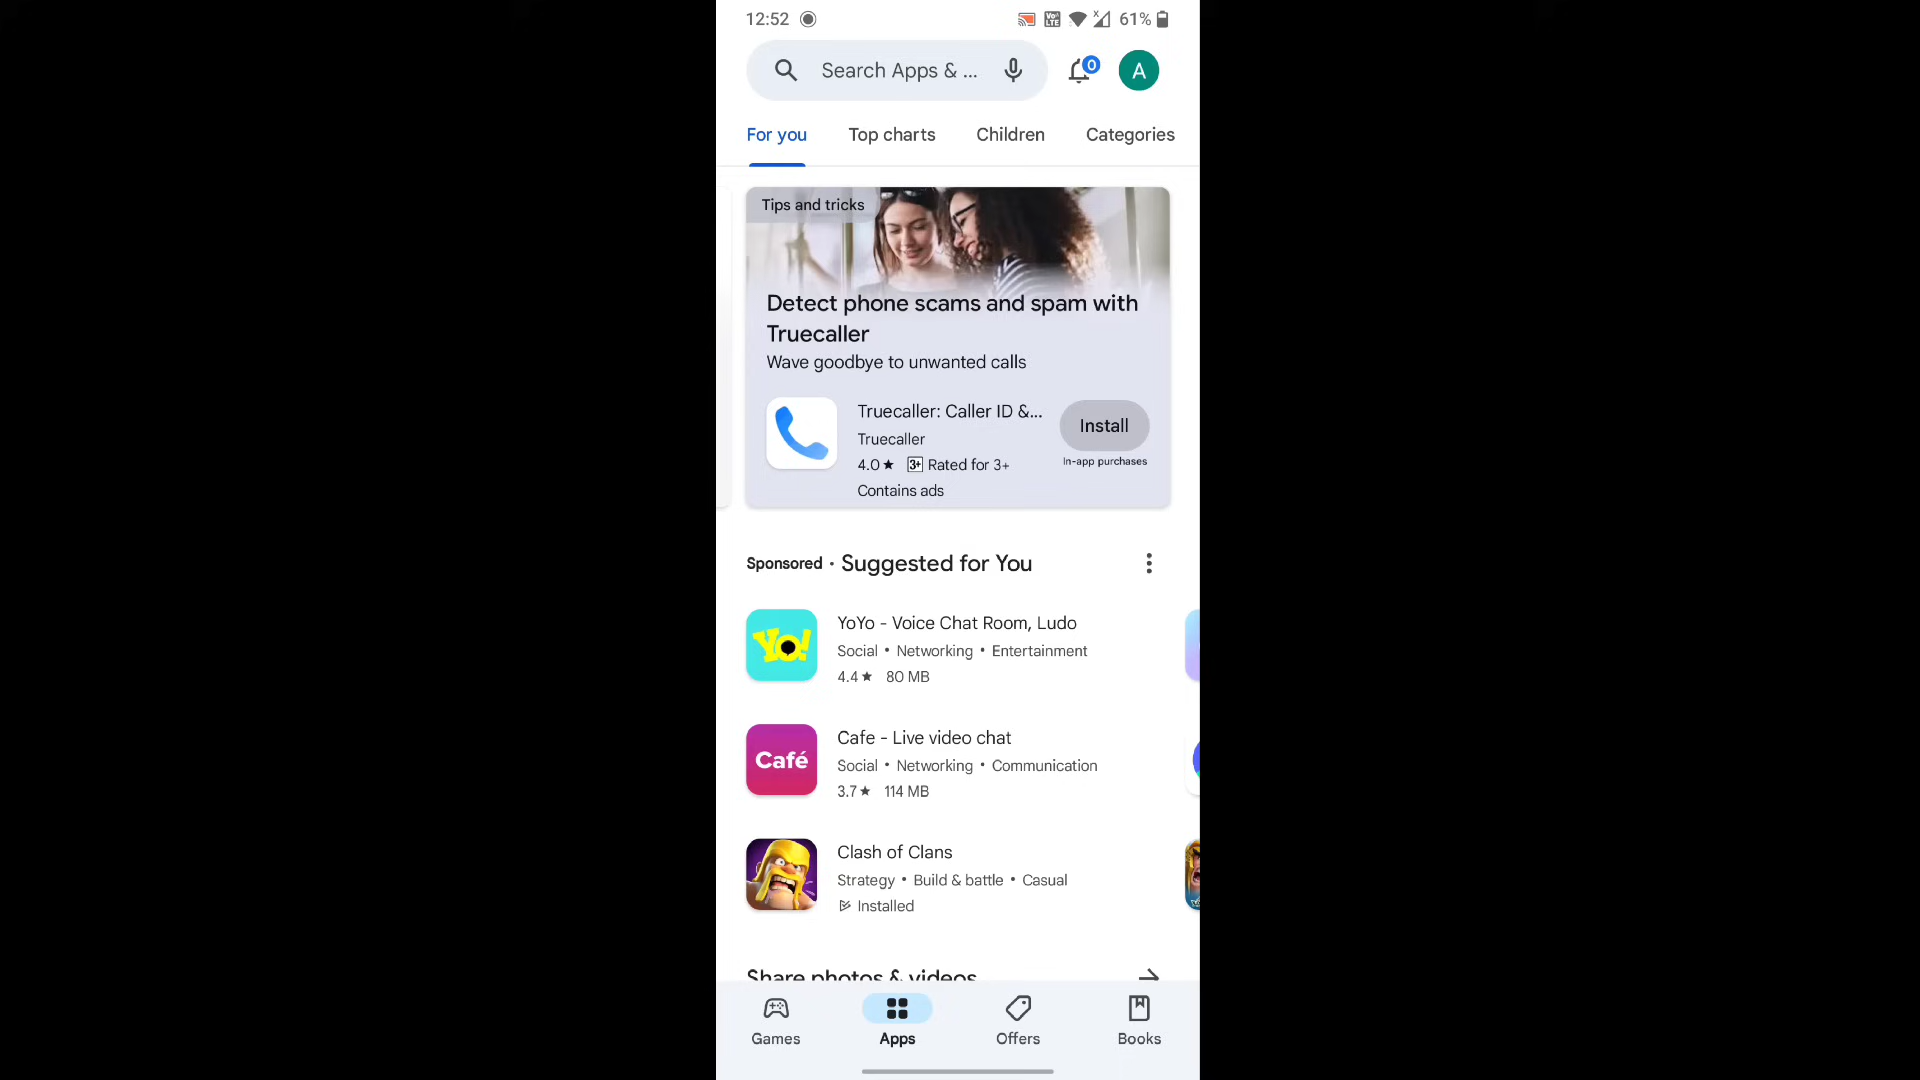 12:52
Vo LTE
x
61%
Search Apps & ...
0
A
For you
Top charts
Children
Categories
Tips and tricks
Detect phone scams and spam with
Truecaller
Wave goodbye to unwanted calls
Truecaller: Caller ID &...
Truecaller
4.0★ 3+ Rated for 3+
Contains ads
Install
In-app purchases
Sponsored • Suggested for You
Yo!
YoYo - Voice Chat Room, Ludo
Social • Networking • Entertainment
4.4★ 80 MB
Café
Cafe - Live video chat
Social • Networking • Communication
3.7★ 114 MB
Clash of Clans
Strategy • Build & battle • Casual
Installed
Share photos & videos
Games
Apps
Offers
Books